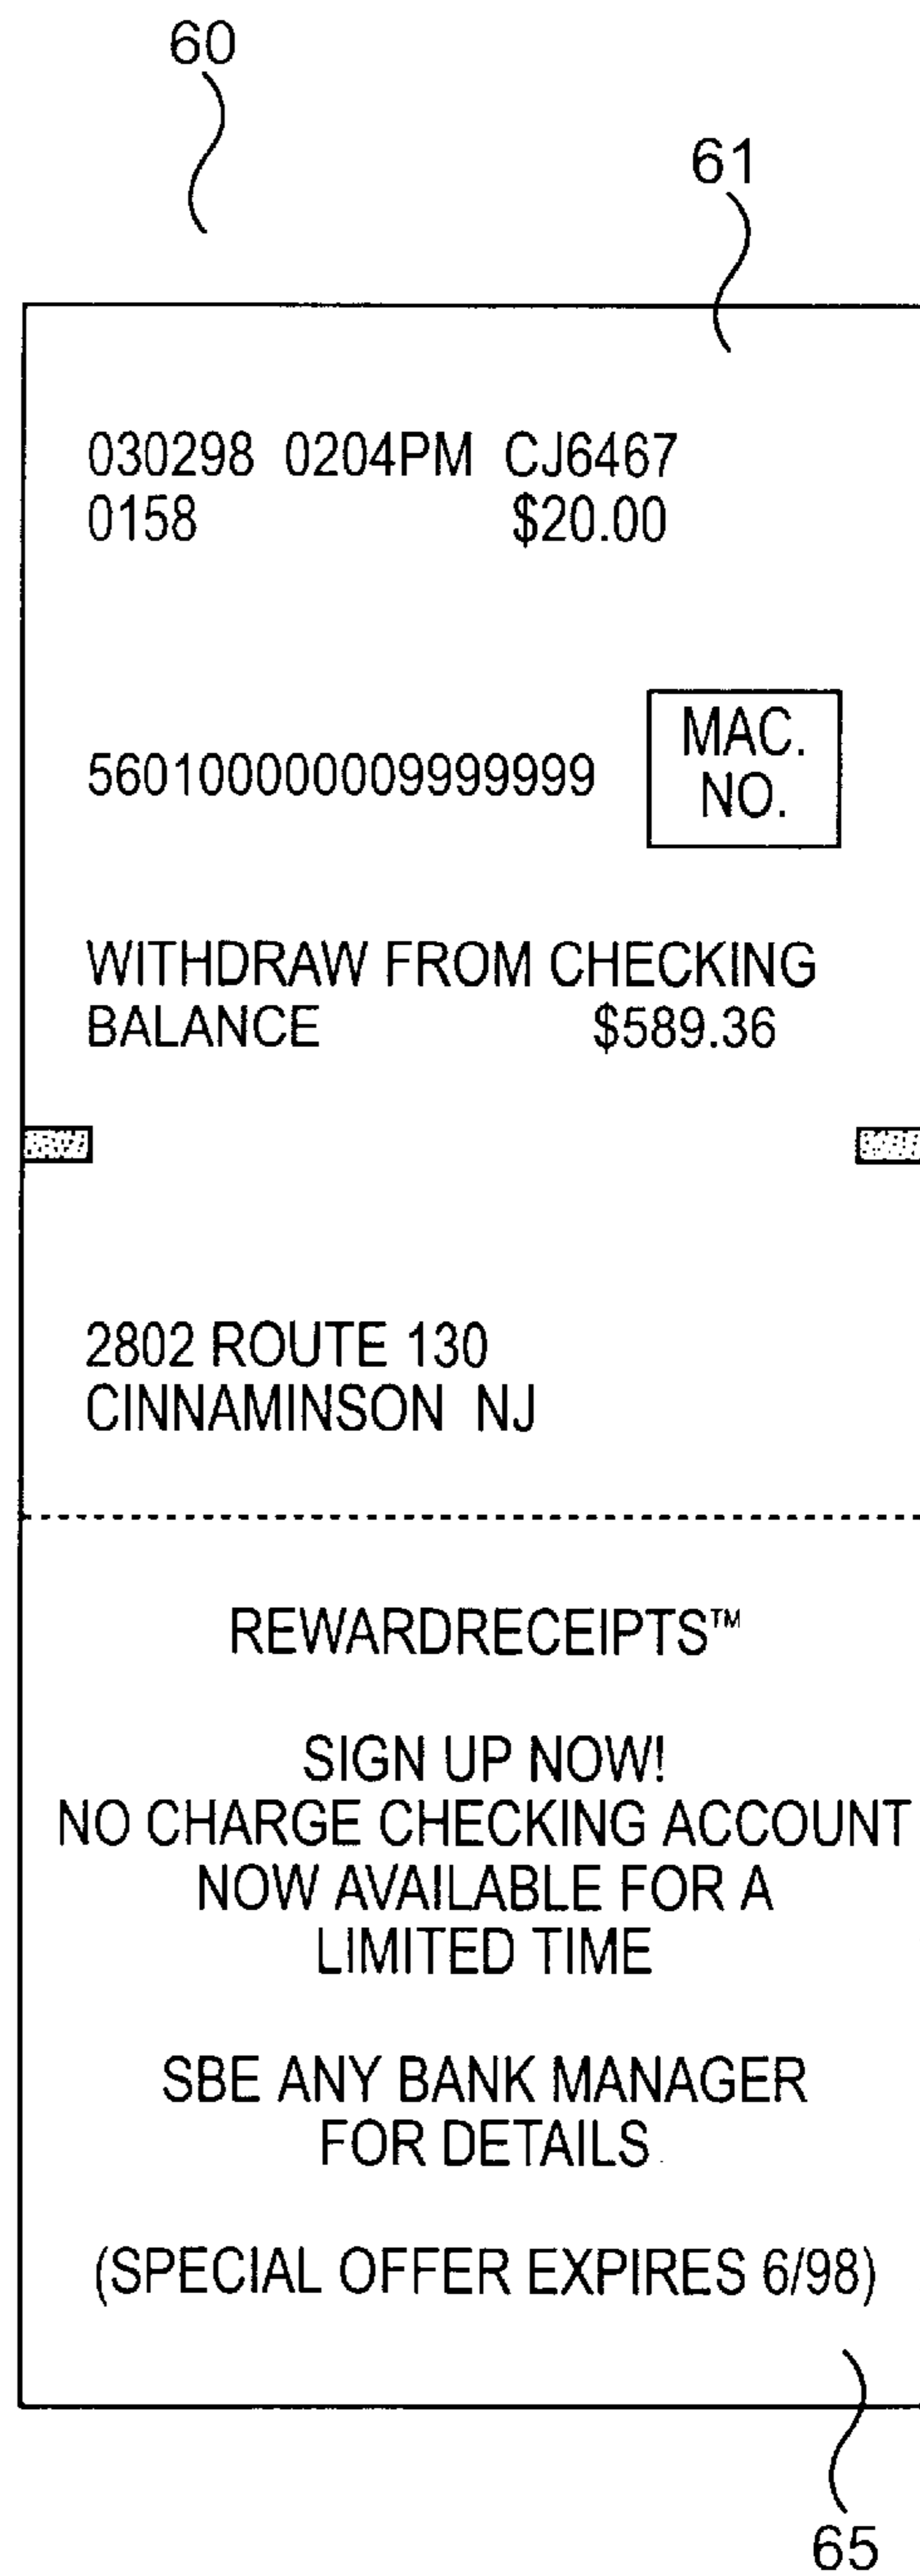 60
61
030298 0204PM CJ6467
0158 $20.00
560100000009999999 MAC.
NO.
WITHDRAW FROM CHECKING
BALANCE $589.36
2802 ROUTE 130
CINNAMINSON NJ
REWARDRECEIPTS™
SIGN UP NOW!
NO CHARGE CHECKING ACCOUNT
NOW AVAILABLE FOR A
LIMITED TIME
SBE ANY BANK MANAGER
FOR DETAILS
(SPECIAL OFFER EXPIRES 6/98)
65